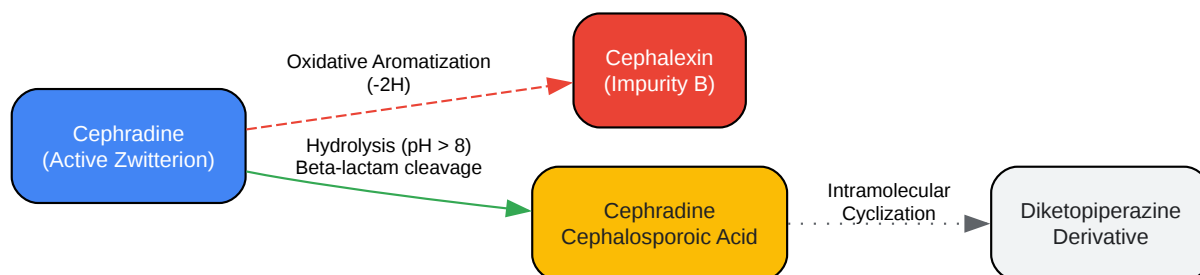 Cephradine
(Active Zwitterion)
Oxidative Aromatization
(-2H)
Cephalexin
(Impurity B)
Hydrolysis (pH > 8)
Beta-lactam cleavage
Cephradine
Cephalosporoic Acid
Intramolecular
Cyclization
Diketopiperazine
Derivative